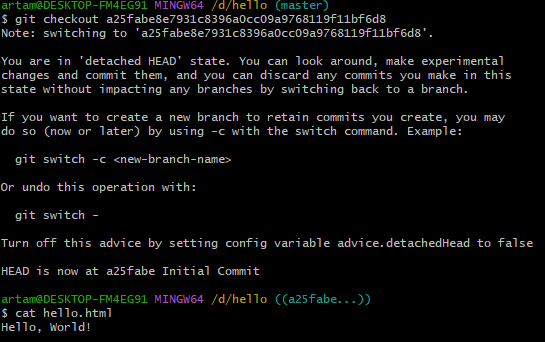 artam@DESKTOP-FM4EG91 MINGW64 /d/hello (master)
$ git checkout a25fabe8e7931c8396a0cc09a9768119f11bf6d8
Note: switching to 'a25fabe8e7931c8396a0cc09a9768119f11bf6d8'.
You are in 'detached HEAD' state. You can look around, make experimental
changes and commit them, and you can discard any commits you make in this
state without impacting any branches by switching back to a branch.
If you want to create a new branch to retain commits you create, you may
do so (now or later) by using -c with the switch command. Example:
git switch -c <new-branch-name>
Or undo this operation with:
git switch -
Turn off this advice by setting config variable advice.detachedHead to false
HEAD is now at a25fabe Initial Commit
artam@DESKTOP-FM4EG91 MINGW64 /d/hello ((a25fabe...))
$ cat hello.html
Hello, World!